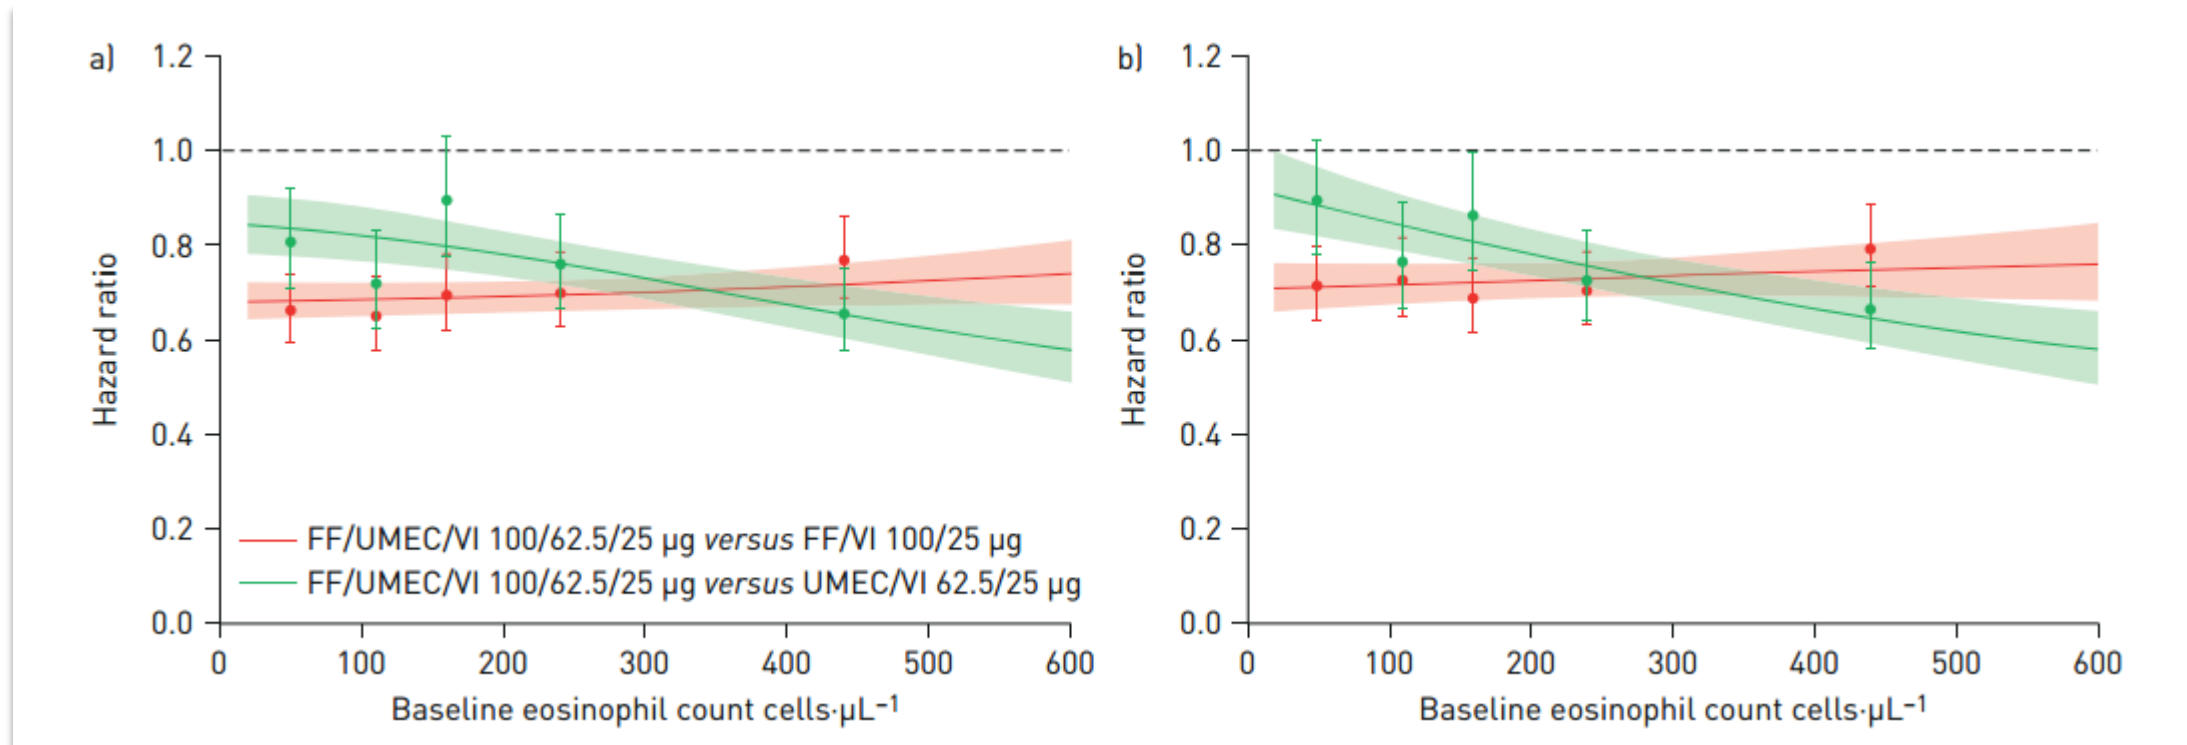 a)
1.2
1.0
0.8
0.6
0.4
0.2
0.0
Hazard ratio
FF/UMEC/VI 100/62.5/25 µg versus FF/VI 100/25 µg
FF/UMEC/VI 100/62.5/25 µg versus UMEC/VI 62.5/25 µg
0 100 200 300 400 500 600
Baseline eosinophil count cells·µL⁻¹
b)
1.2
1.0
0.8
0.6
0.4
0.2
0.0
Hazard ratio
0 100 200 300 400 500 600
Baseline eosinophil count cells·µL⁻¹